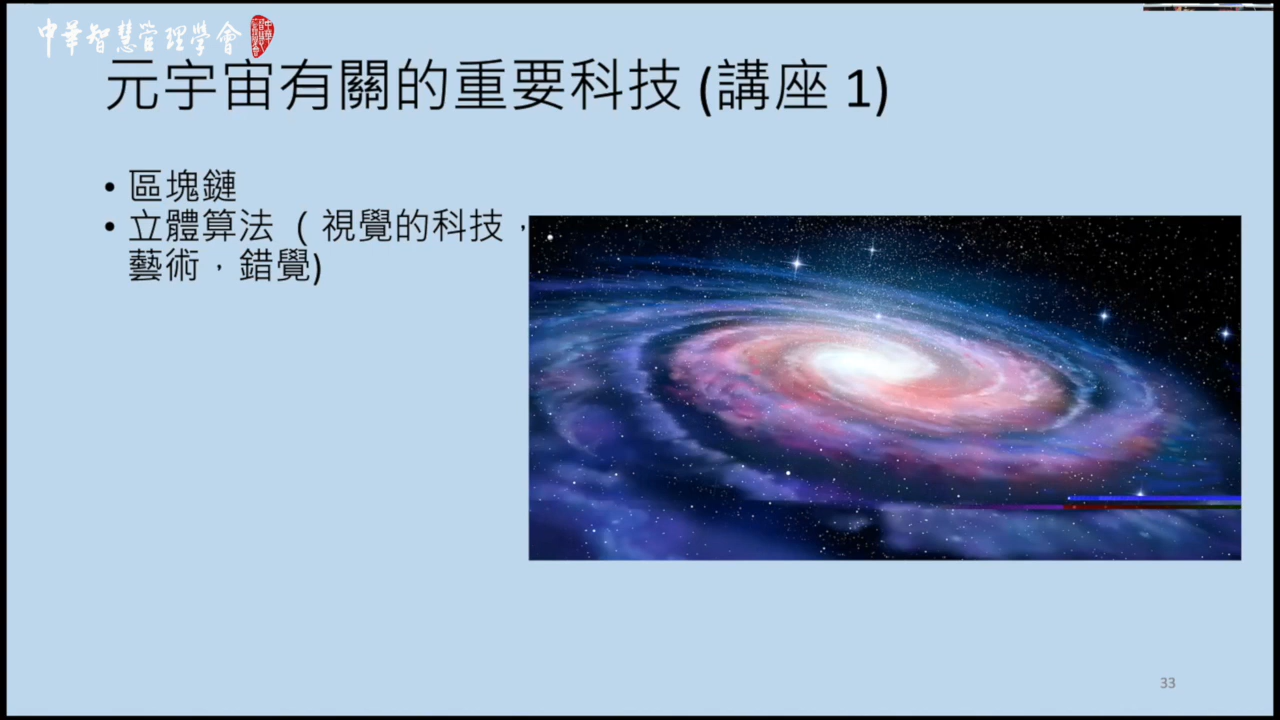 中華智慧管理學會
元宇宙有關的重要科技 (講座 1)
• 區塊鏈
• 立體算法 ( 視覺的科技，
藝術，錯覺)
33